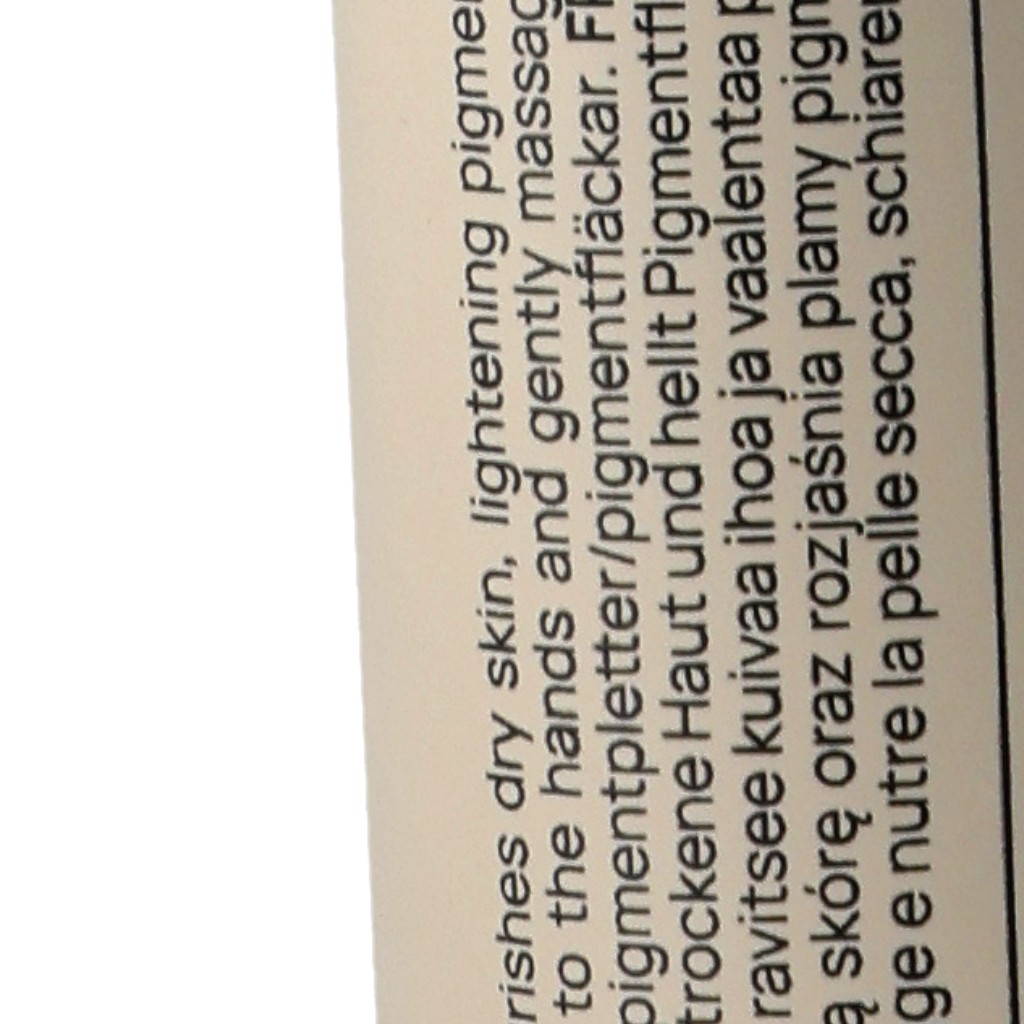 rishes dry skin, lightening pigme
to the hands and gently massag
pigmentpletter/pigmentfläckar. F
trockene Haut und hellt Pigmentfl
ravitsee kuivaa ihoa ja vaalentaa p
ą skórę oraz rozjaśnia plamy pign
ge e nutre la pelle secca, schiare